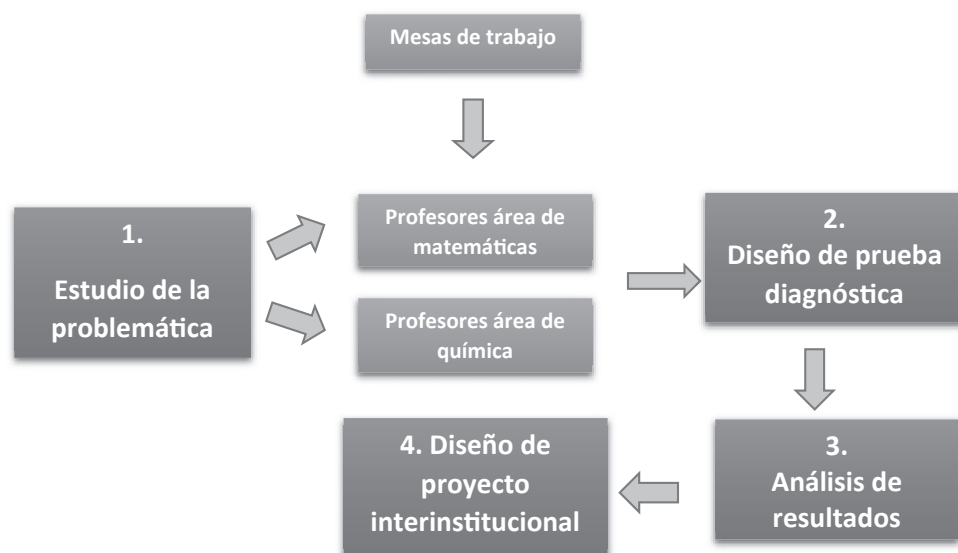 Mesas de trabajo
1.
Estudio de la
problemática
Profesores área de
matemáticas
Profesores área de
química
2.
Diseño de prueba
diagnóstica
3.
Análisis de
resultados
4. Diseño de
proyecto
interinstitucional